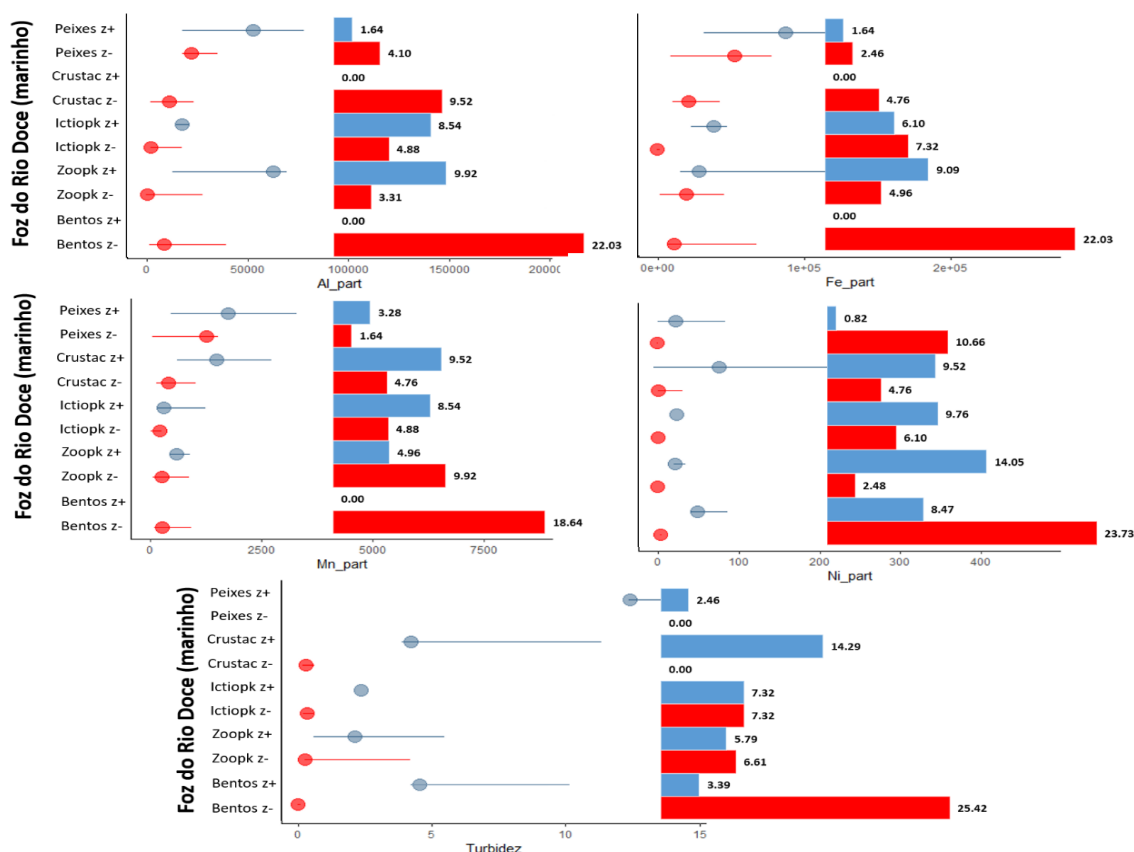 Foz do Rio Doce (marinho)
Peixes z+
1.64
Peixes z-
4.10
Crustac z+
0.00
Crustac z-
9.52
Ictiopk z+
8.54
Ictiopk z-
4.88
Zoopk z+
9.92
Zoopk z-
3.31
Bentos z+
0.00
Bentos z-
22.03
0 50000 100000 150000 20000
Al_part
1.64
2.46
0.00
4.76
6.10
7.32
9.09
4.96
0.00
22.03
0e+00 1e+05 2e+05
Fe_part
Foz do Rio Doce (marinho)
Peixes z+
3.28
Peixes z-
1.64
Crustac z+
9.52
Crustac z-
4.76
Ictiopk z+
8.54
Ictiopk z-
4.88
Zoopk z+
4.96
Zoopk z-
9.92
Bentos z+
0.00
Bentos z-
18.64
0 2500 5000 7500
Mn_part
0.82
10.66
9.52
4.76
9.76
6.10
14.05
2.48
8.47
23.73
0 100 200 300 400
Ni_part
Foz do Rio Doce (marinho)
Peixes z+
2.46
Peixes z-
0.00
Crustac z+
14.29
Crustac z-
0.00
Ictiopk z+
7.32
Ictiopk z-
7.32
Zoopk z+
5.79
Zoopk z-
6.61
Bentos z+
3.39
Bentos z-
25.42
0 5 10 15
Turbidez